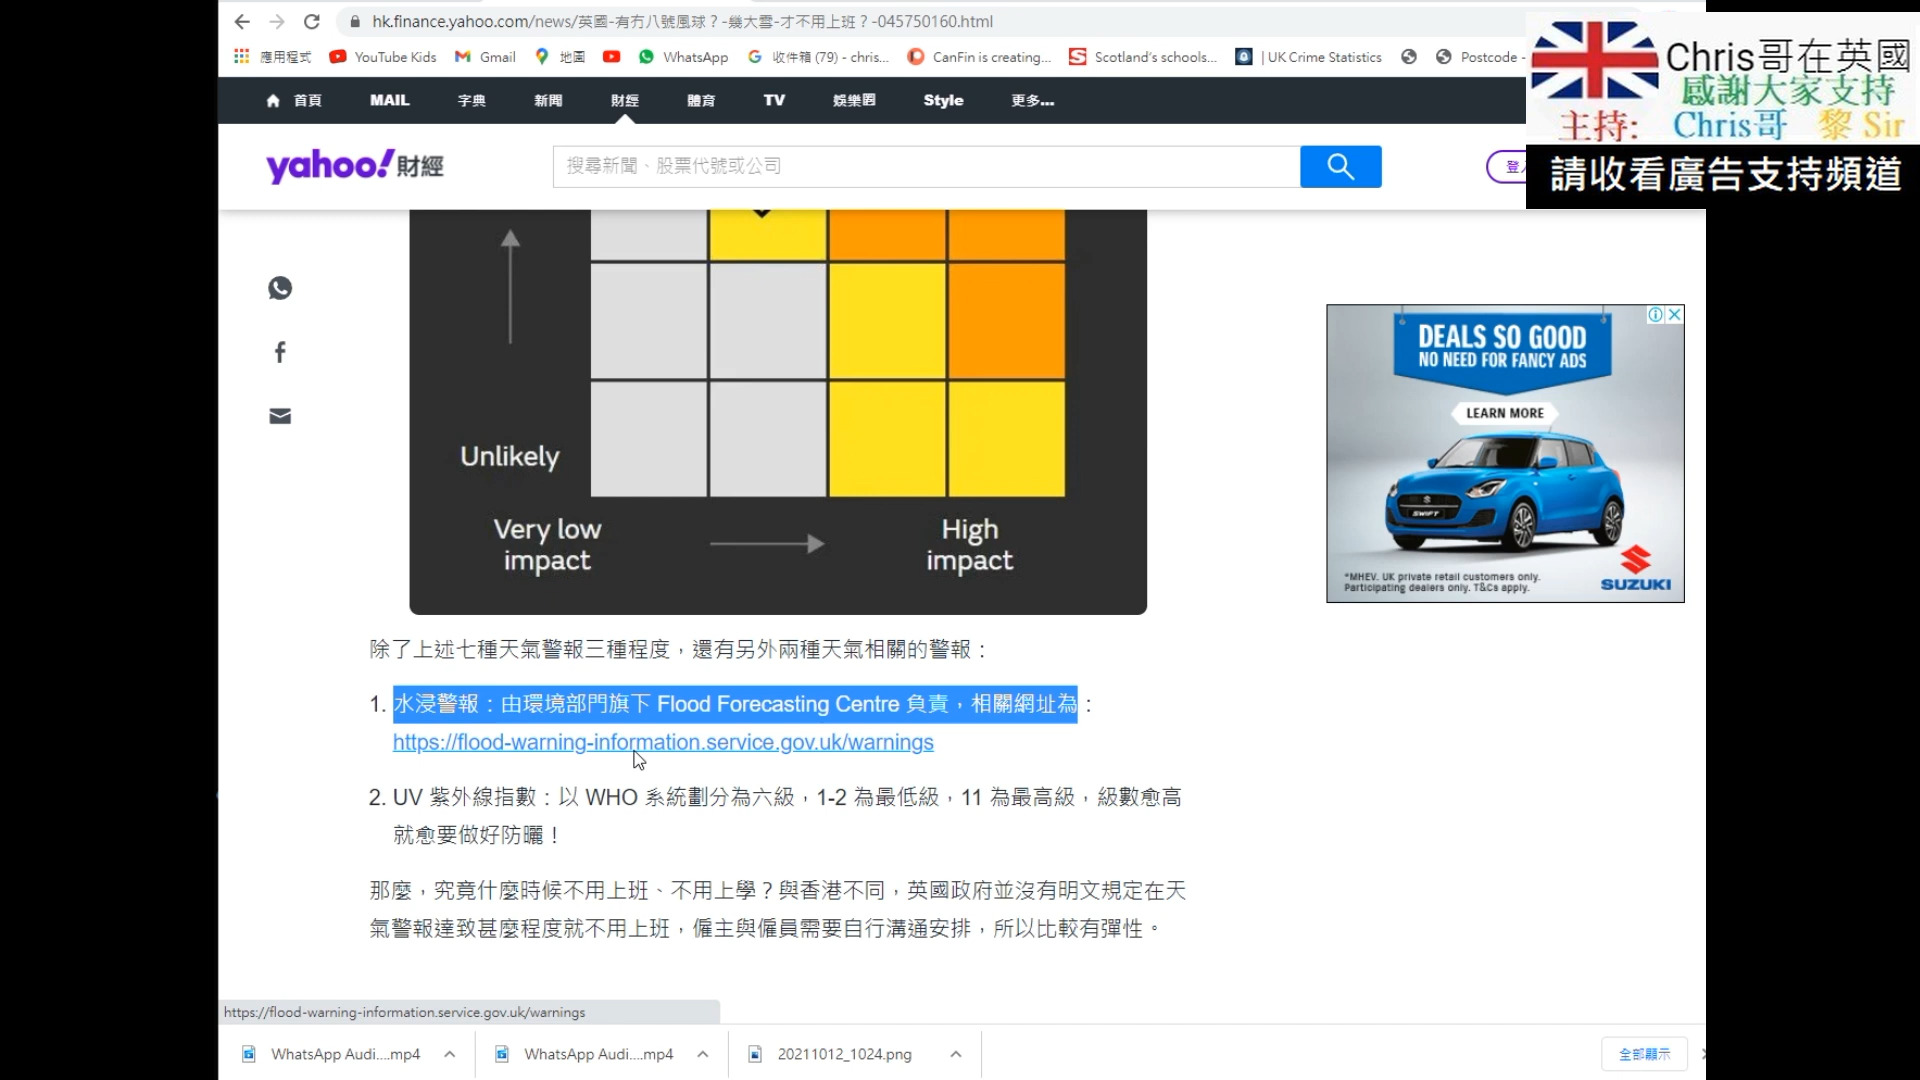 hk.finance.yahoo.com/news/英國-有冇八號風球？-幾大雪-才不用上班？-045750160.html
應用程式 YouTube Kids Gmail 地圖 WhatsApp 收件箱 (79) - chris... CanFin is creating... Scotland's schools... | UK Crime Statistics Postcode -
Chris哥在英國
感謝大家支持
主持: Chris哥 黎 Sir
請收看廣告支持頻道
首頁 MAIL 字典 新聞 財經 體育 TV 娛樂圈 Style 更多...
yahoo!財經
搜尋新聞、股票代號或公司
登
Unlikely
Very low
impact
High
impact
DEALS SO GOOD
NO NEED FOR FANCY ADS
LEARN MORE
SWIFT
*MHEV. UK private retail customers only.
Participating dealers only. T&Cs apply.
SUZUKI
除了上述七種天氣警報三種程度，還有另外兩種天氣相關的警報：
1. 水浸警報：由環境部門旗下 Flood Forecasting Centre 負責，相關網址為：
https://flood-warning-information.service.gov.uk/warnings
2. UV 紫外線指數：以 WHO 系統劃分為六級，1-2 為最低級，11 為最高級，級數愈高
就愈要做好防曬！
那麼，究竟什麼時候不用上班、不用上學？與香港不同，英國政府並沒有明文規定在天
氣警報達致甚麼程度就不用上班，僱主與僱員需要自行溝通安排，所以比較有彈性。
https://flood-warning-information.service.gov.uk/warnings
WhatsApp Audi....mp4 WhatsApp Audi....mp4 20211012_1024.png 全部顯示